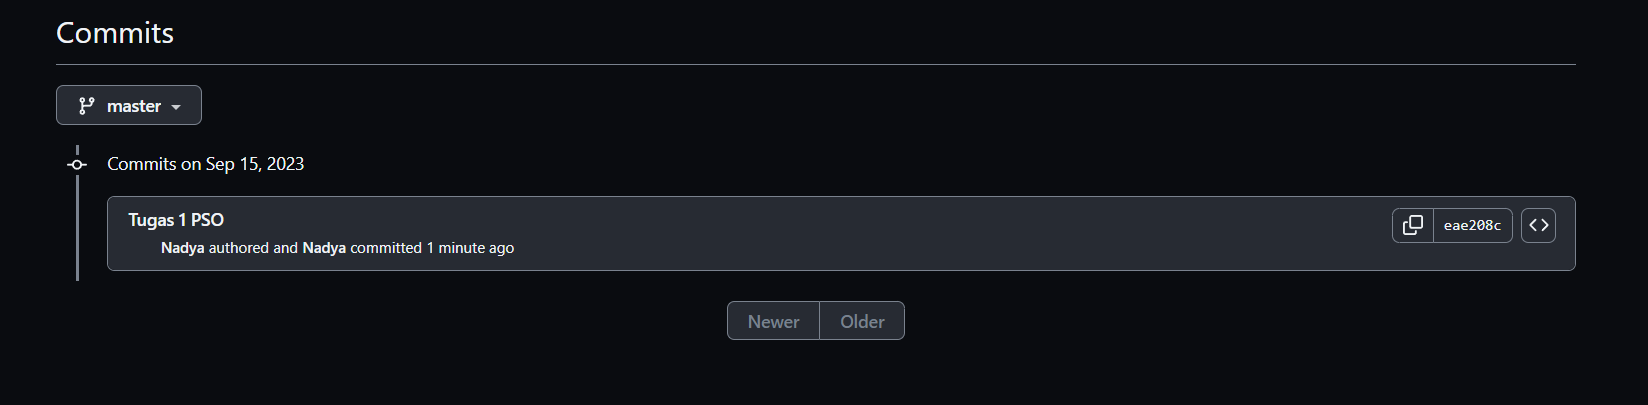 Commits
master
Commits on Sep 15, 2023
Tugas 1 PSO
eae208c
Nadya authored and Nadya committed 1 minute ago
Newer
Older